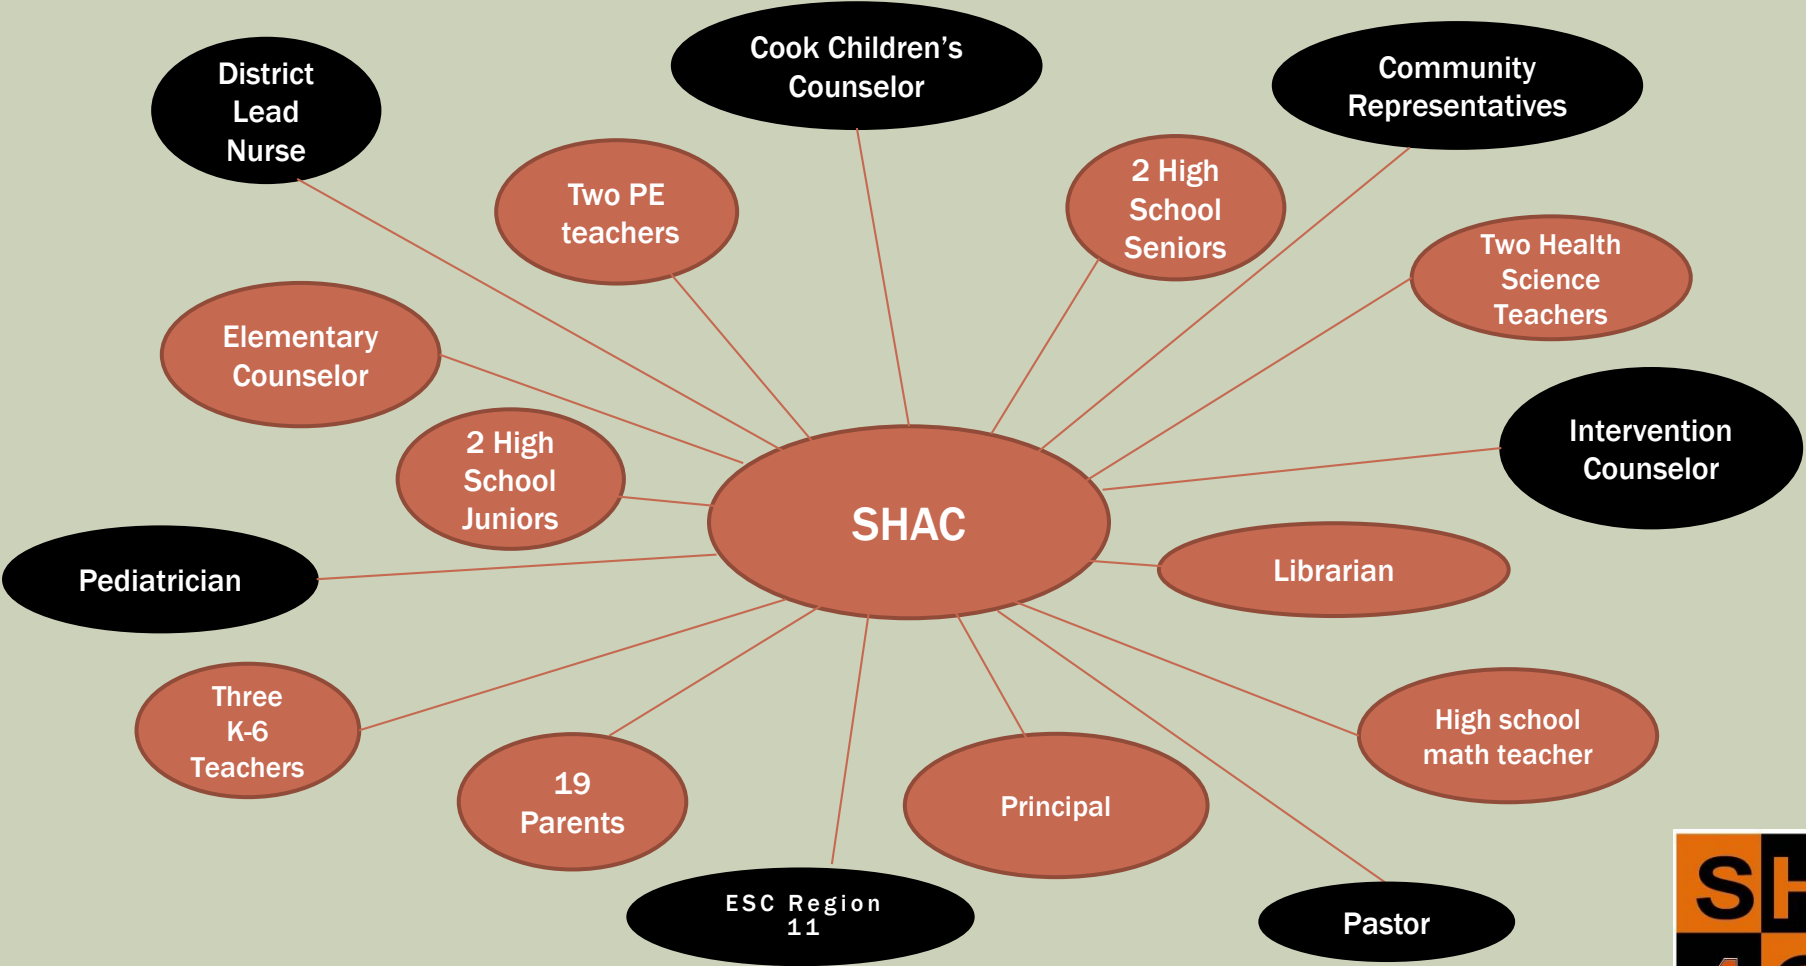 District
Lead
Nurse
Cook Children’s
Counselor
Community
Representatives
Two PE
teachers
2 High
School
Seniors
Two Health
Science
Teachers
Elementary
Counselor
2 High
School
Juniors
Intervention
Counselor
SHAC
Pediatrician
Librarian
Three
K-6
Teachers
19
Parents
Principal
High school
math teacher
ESC Region
11
Pastor
SH